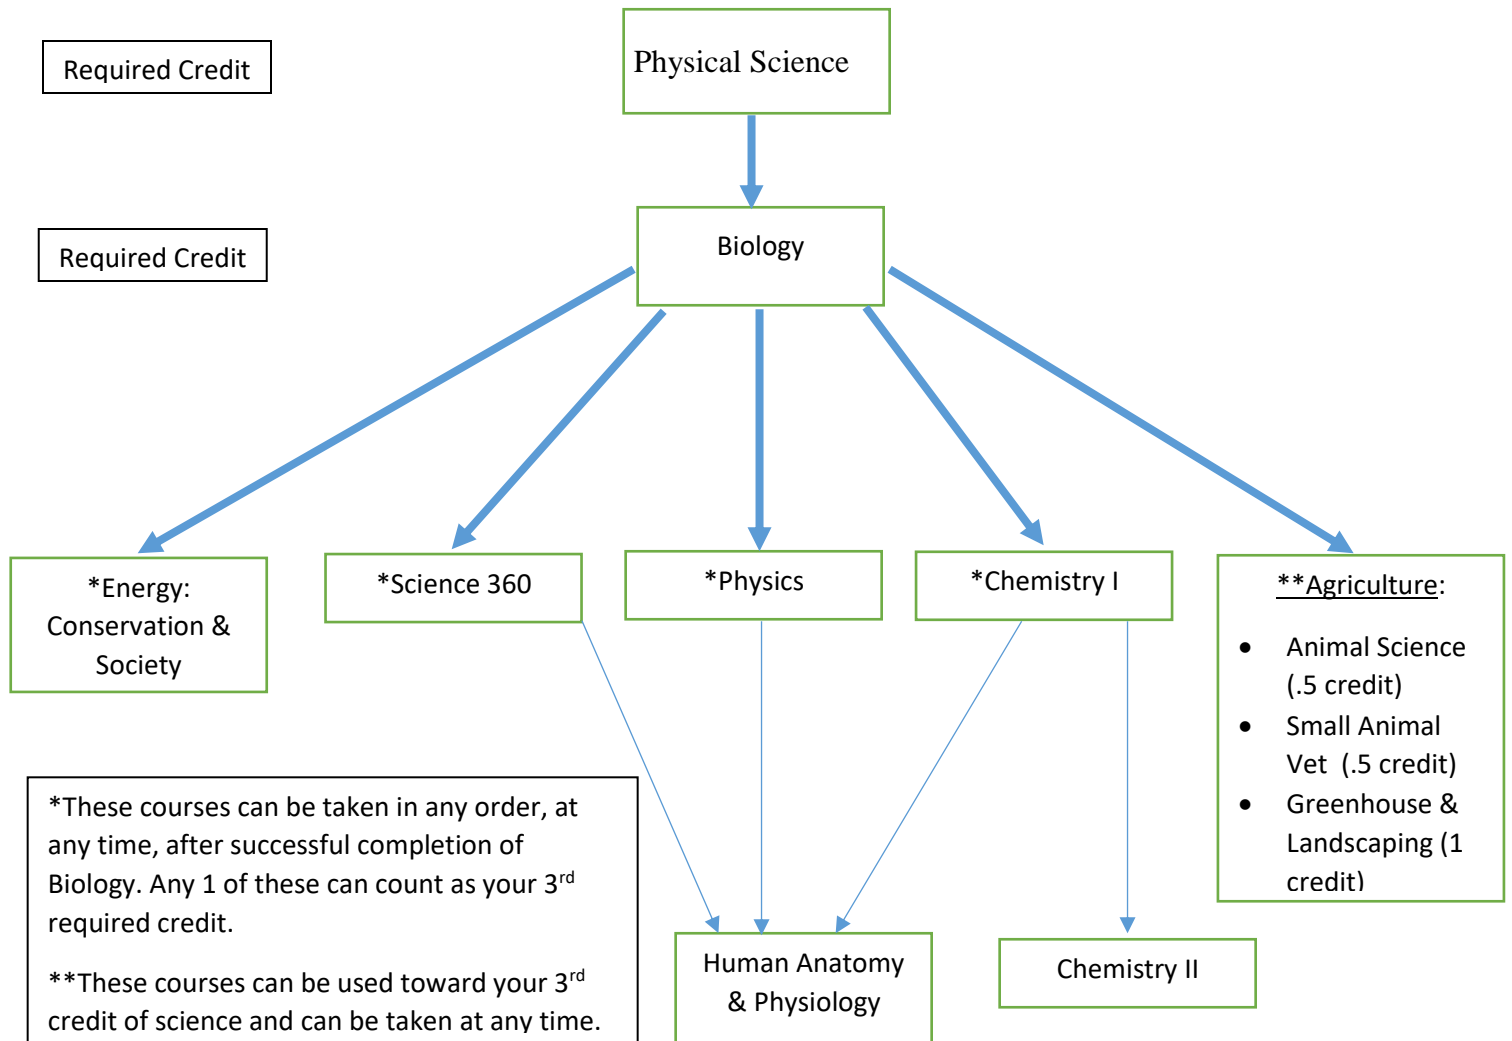 Required Credit
Physical Science
Required Credit
Biology
*Energy:
Conservation &
Society
*Science 360
*Physics
*Chemistry I
**Agriculture:
• Animal Science
(.5 credit)
• Small Animal
Vet (.5 credit)
• Greenhouse &
Landscaping (1
credit)
*These courses can be taken in any order, at
any time, after successful completion of
Biology. Any 1 of these can count as your 3rd
required credit.
**These courses can be used toward your 3rd
credit of science and can be taken at any time.
Human Anatomy
& Physiology
Chemistry II